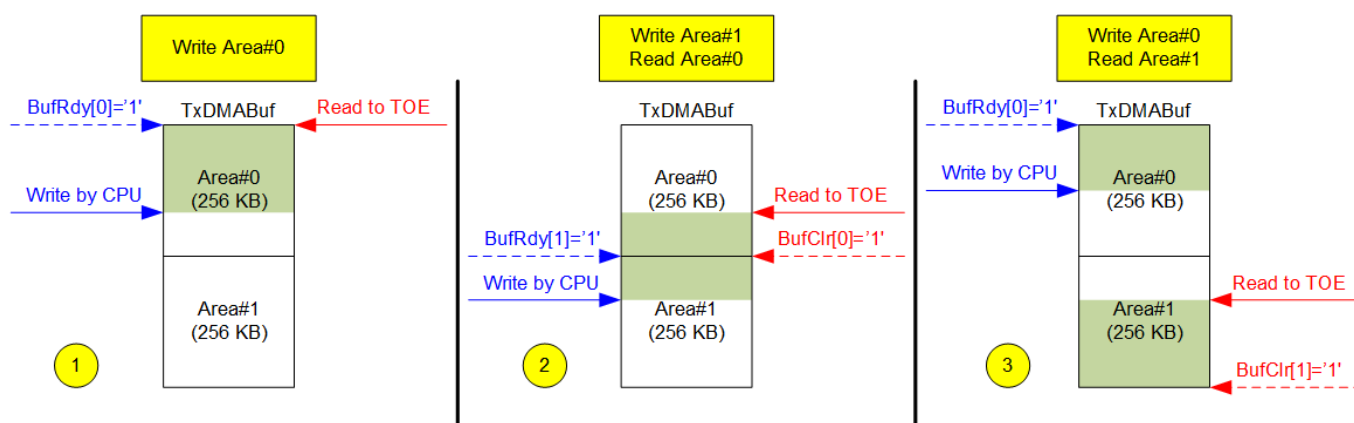 Write Area#0
BufRdy[0]='1'
TxDMABuf
Read to TOE
Area#0
(256 KB)
Write by CPU
Area#1
(256 KB)
1
Write Area#1
Read Area#0
TxDMABuf
Area#0
(256 KB)
Read to TOE
BufRdy[1]='1'
BufClr[0]='1'
Write by CPU
Area#1
(256 KB)
2
Write Area#0
Read Area#1
BufRdy[0]='1'
TxDMABuf
Write by CPU
Area#0
(256 KB)
Read to TOE
Area#1
(256 KB)
3
BufClr[1]='1'